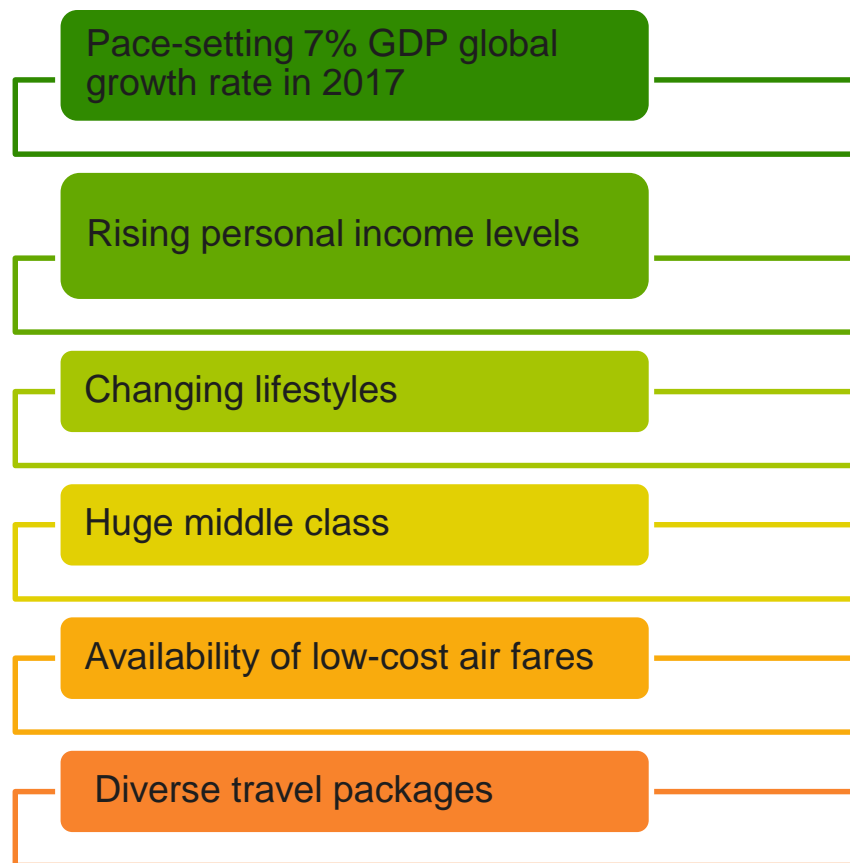 Pace-setting 7% GDP global
growth rate in 2017
Rising personal income levels
Changing lifestyles
Huge middle class
Availability of low-cost air fares
Diverse travel packages